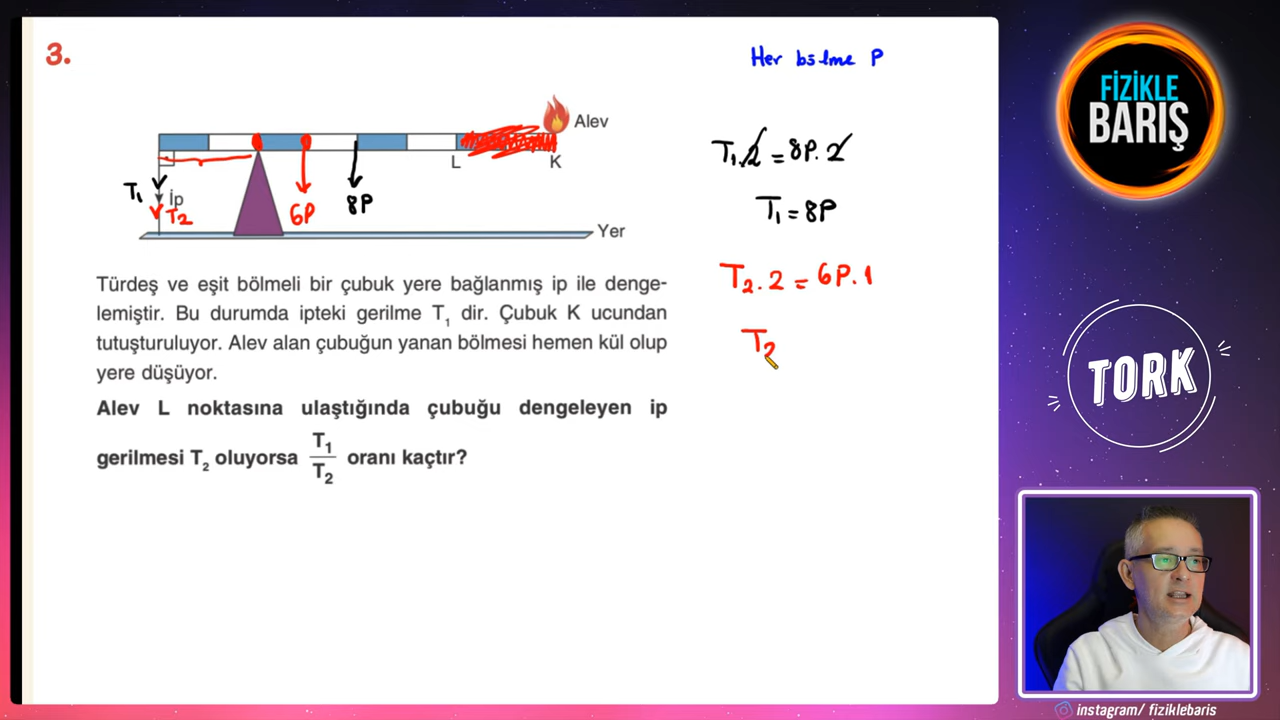 3.
Her bölme P
Alev
L
K
T₁
İp
T₂
6P
8P
Yer
T₁.2 = 8P.2
T₁ = 8P
T₂.2 = 6P.1
T₂
Türdeş ve eşit bölmeli bir çubuk yere bağlanmış ip ile denge-
lemiştir. Bu durumda ipteki gerilme T₁ dir. Çubuk K ucundan
tutuşturuluyor. Alev alan çubuğun yanan bölmesi hemen kül olup
yere düşüyor.
Alev L noktasına ulaştığında çubuğu dengeleyen ip
gerilmesi T₂ oluyorsa T₁/T₂ oranı kaçtır?
FİZİKLE
BARIŞ
TORK
instagram/ fiziklebaris